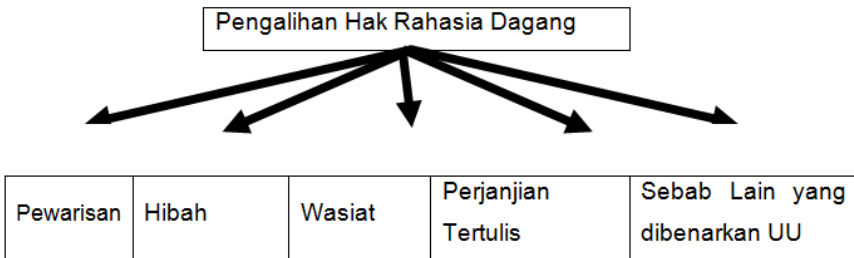 Pengalihan Hak Rahasia Dagang
Pewarisan
Hibah
Wasiat
Perjanjian
Tertulis
Sebab Lain yang
dibenarkan UU